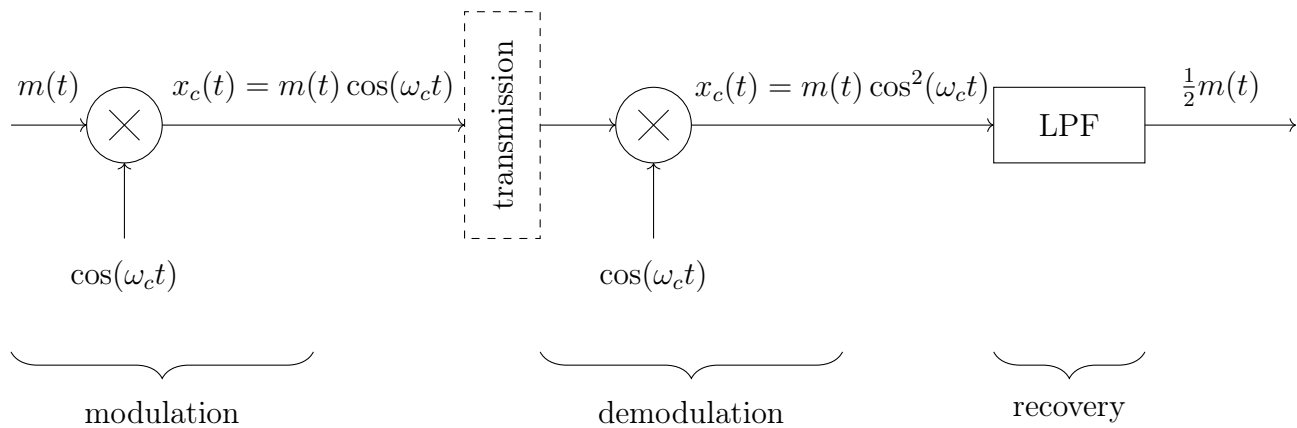 m(t)
x_c(t) = m(t) cos(ω_c t)
transmission
x_c(t) = m(t) cos²(ω_c t)
LPF
½m(t)
cos(ω_c t)
cos(ω_c t)
modulation
demodulation
recovery